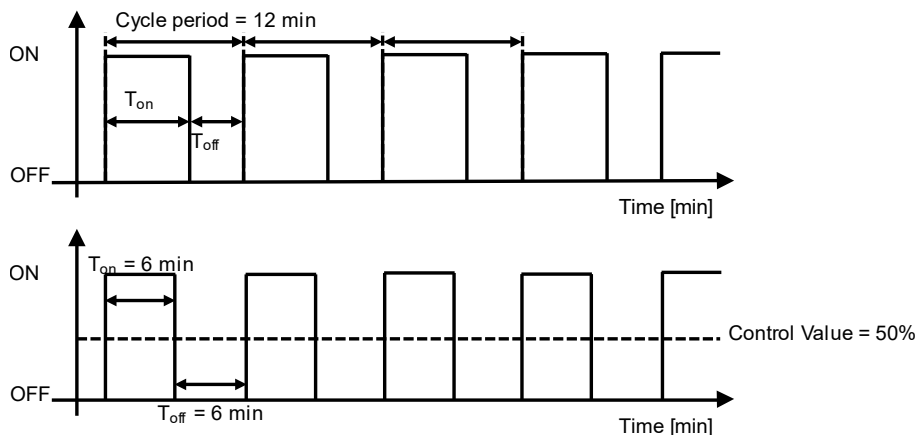 Cycle period = 12 min
ON
Ton
Toff
OFF
Time [min]
ON
Ton = 6 min
Control Value = 50%
OFF
Toff = 6 min
Time [min]